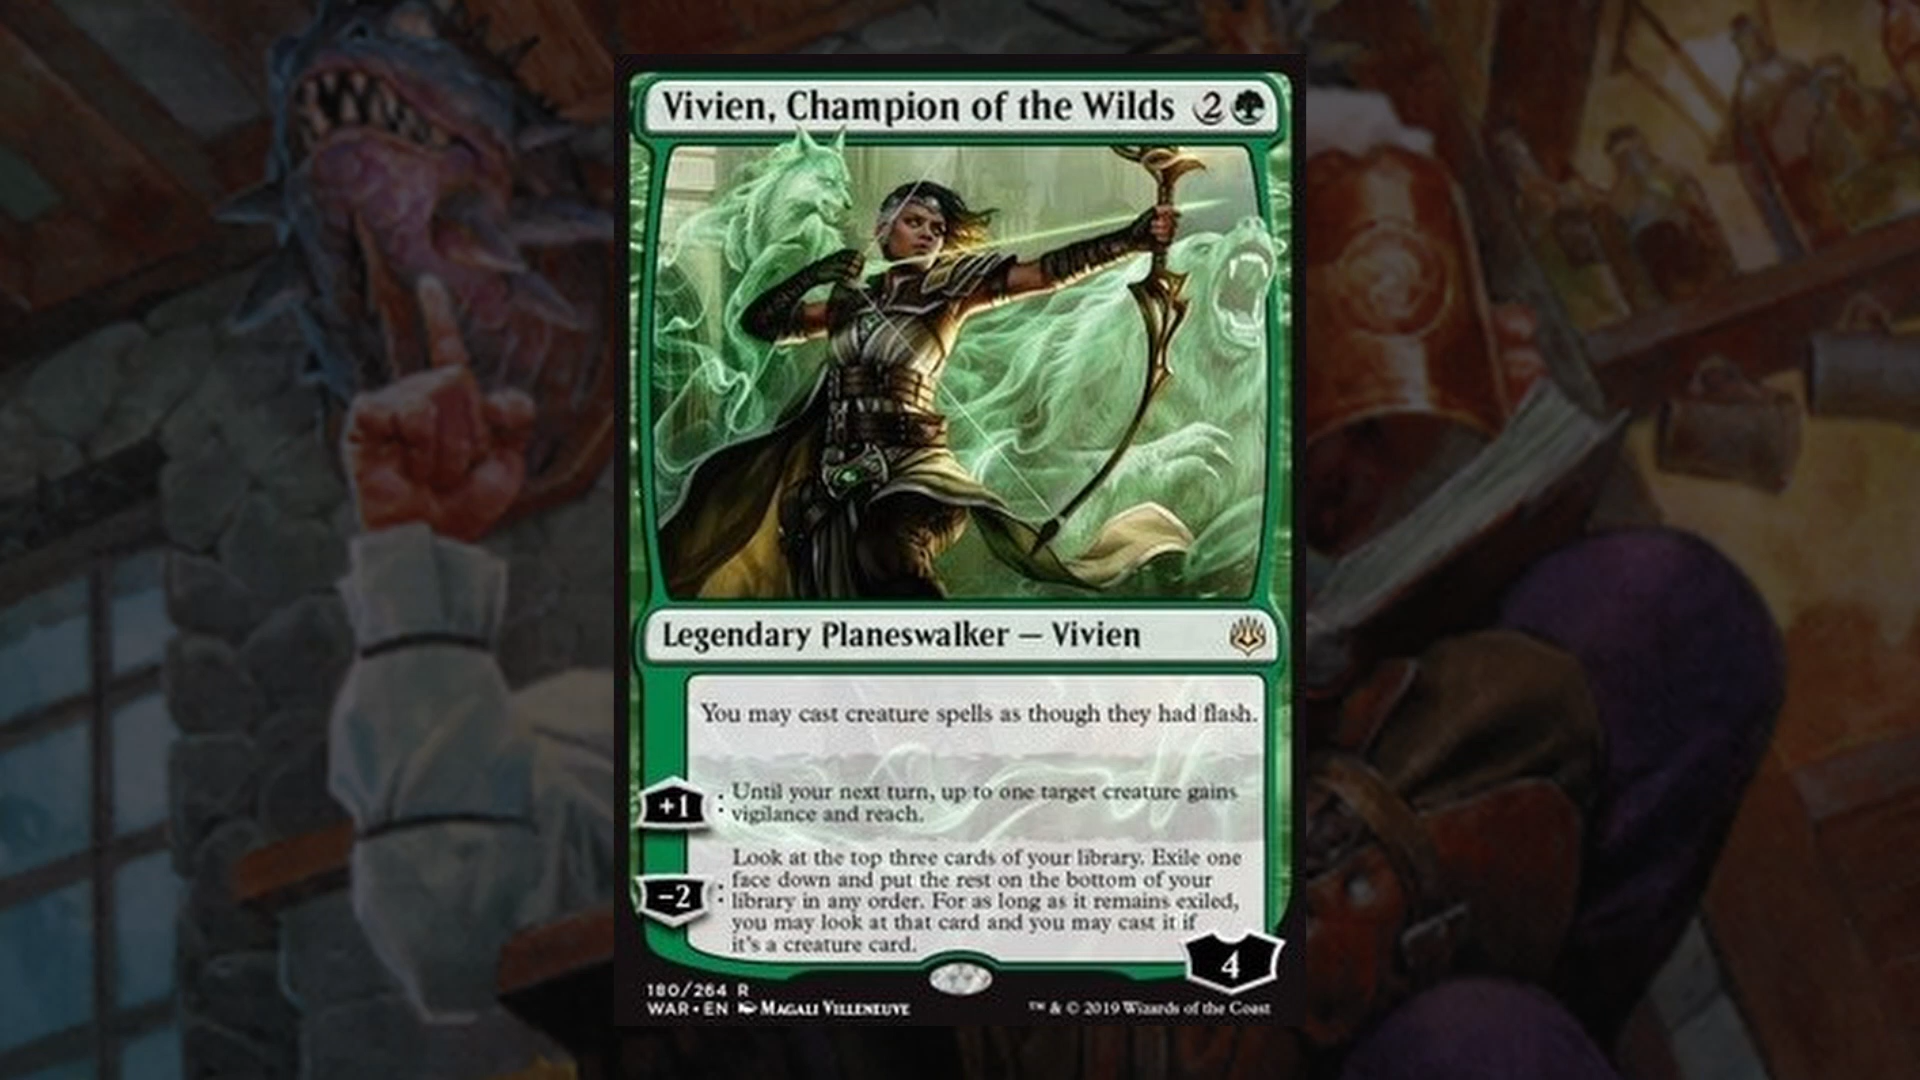 Vivien, Champion of the Wilds 2
Legendary Planeswalker — Vivien
You may cast creature spells as though they had flash.
+1 : Until your next turn, up to one target creature gains
vigilance and reach.
Look at the top three cards of your library. Exile one
-2 : face down and put the rest on the bottom of your
library in any order. For as long as it remains exiled,
you may look at that card and you may cast it if
it's a creature card.
4
180/264 R
WAR • EN Magali Villeneuve ™ & © 2019 Wizards of the Coast